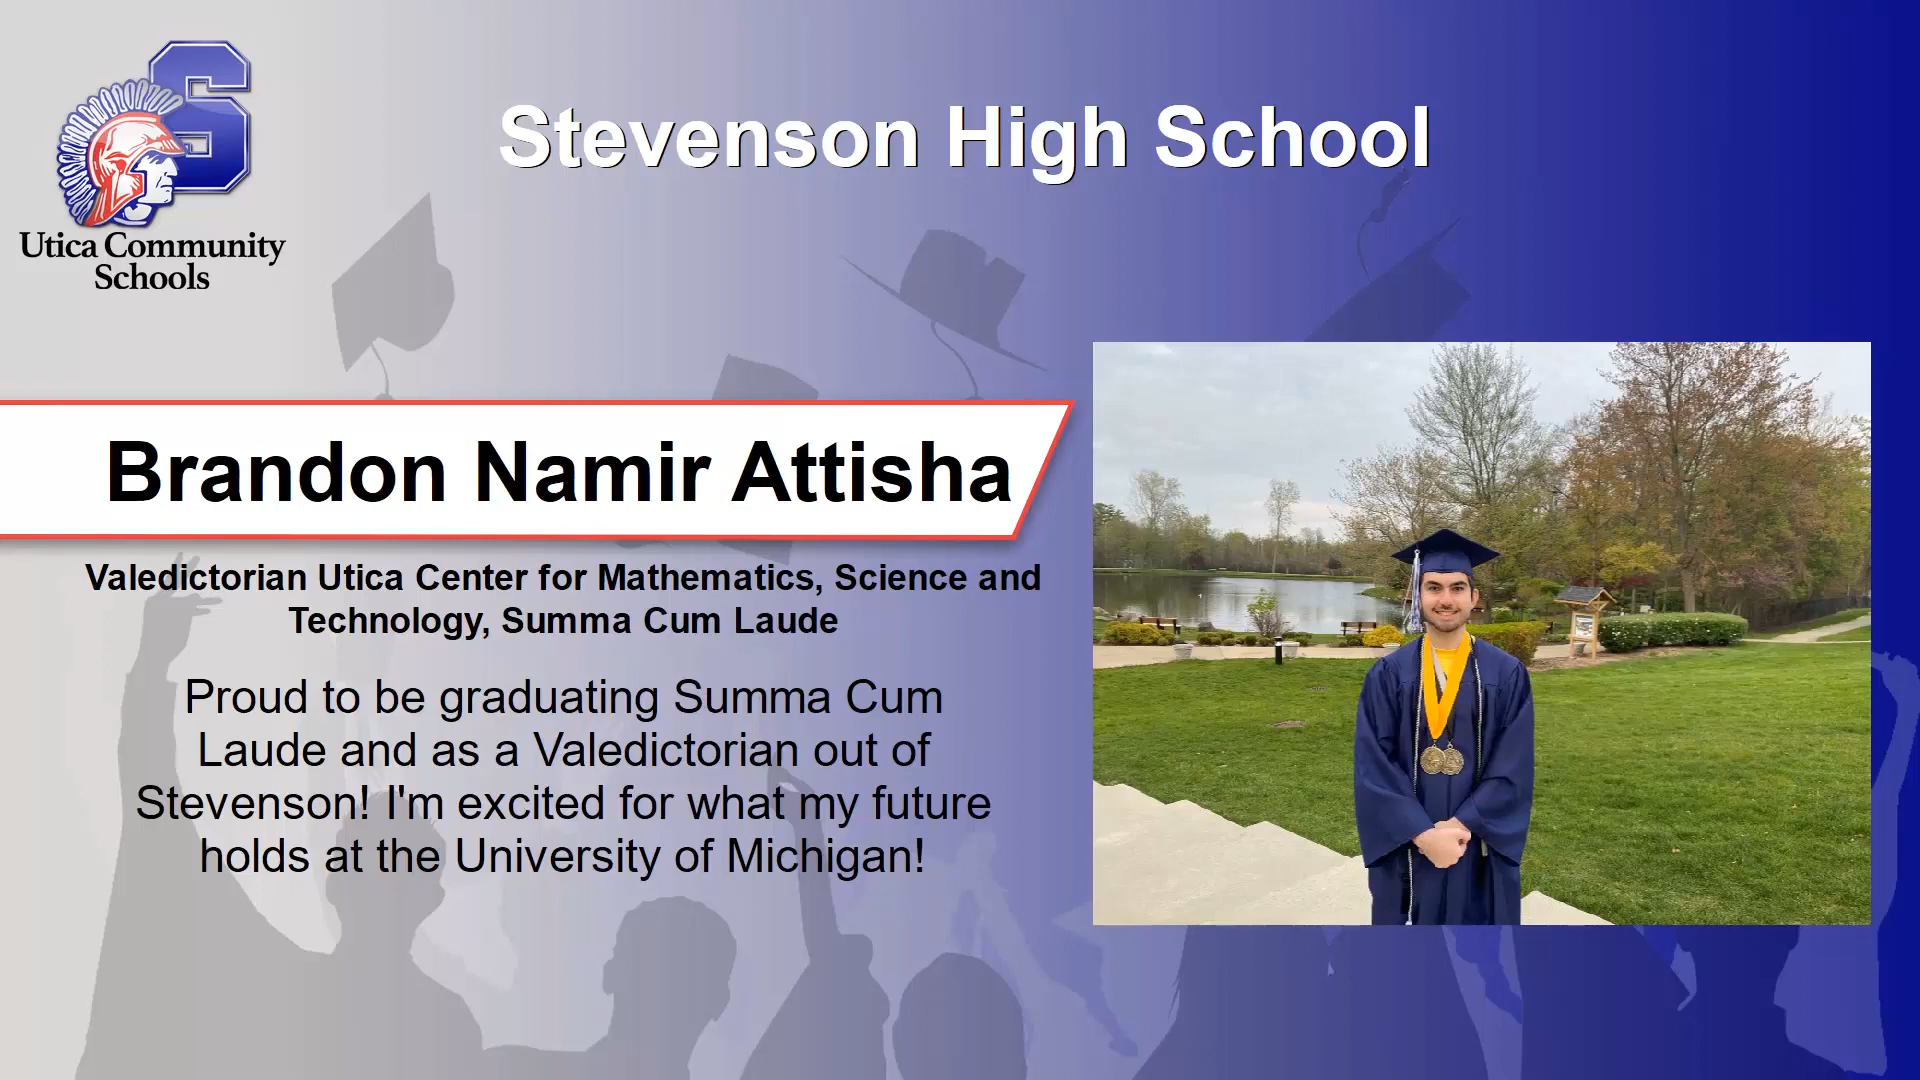 S
Utica Community
Schools
Stevenson High School
Brandon Namir Attisha
Valedictorian Utica Center for Mathematics, Science and
Technology, Summa Cum Laude
Proud to be graduating Summa Cum
Laude and as a Valedictorian out of
Stevenson! I'm excited for what my future
holds at the University of Michigan!